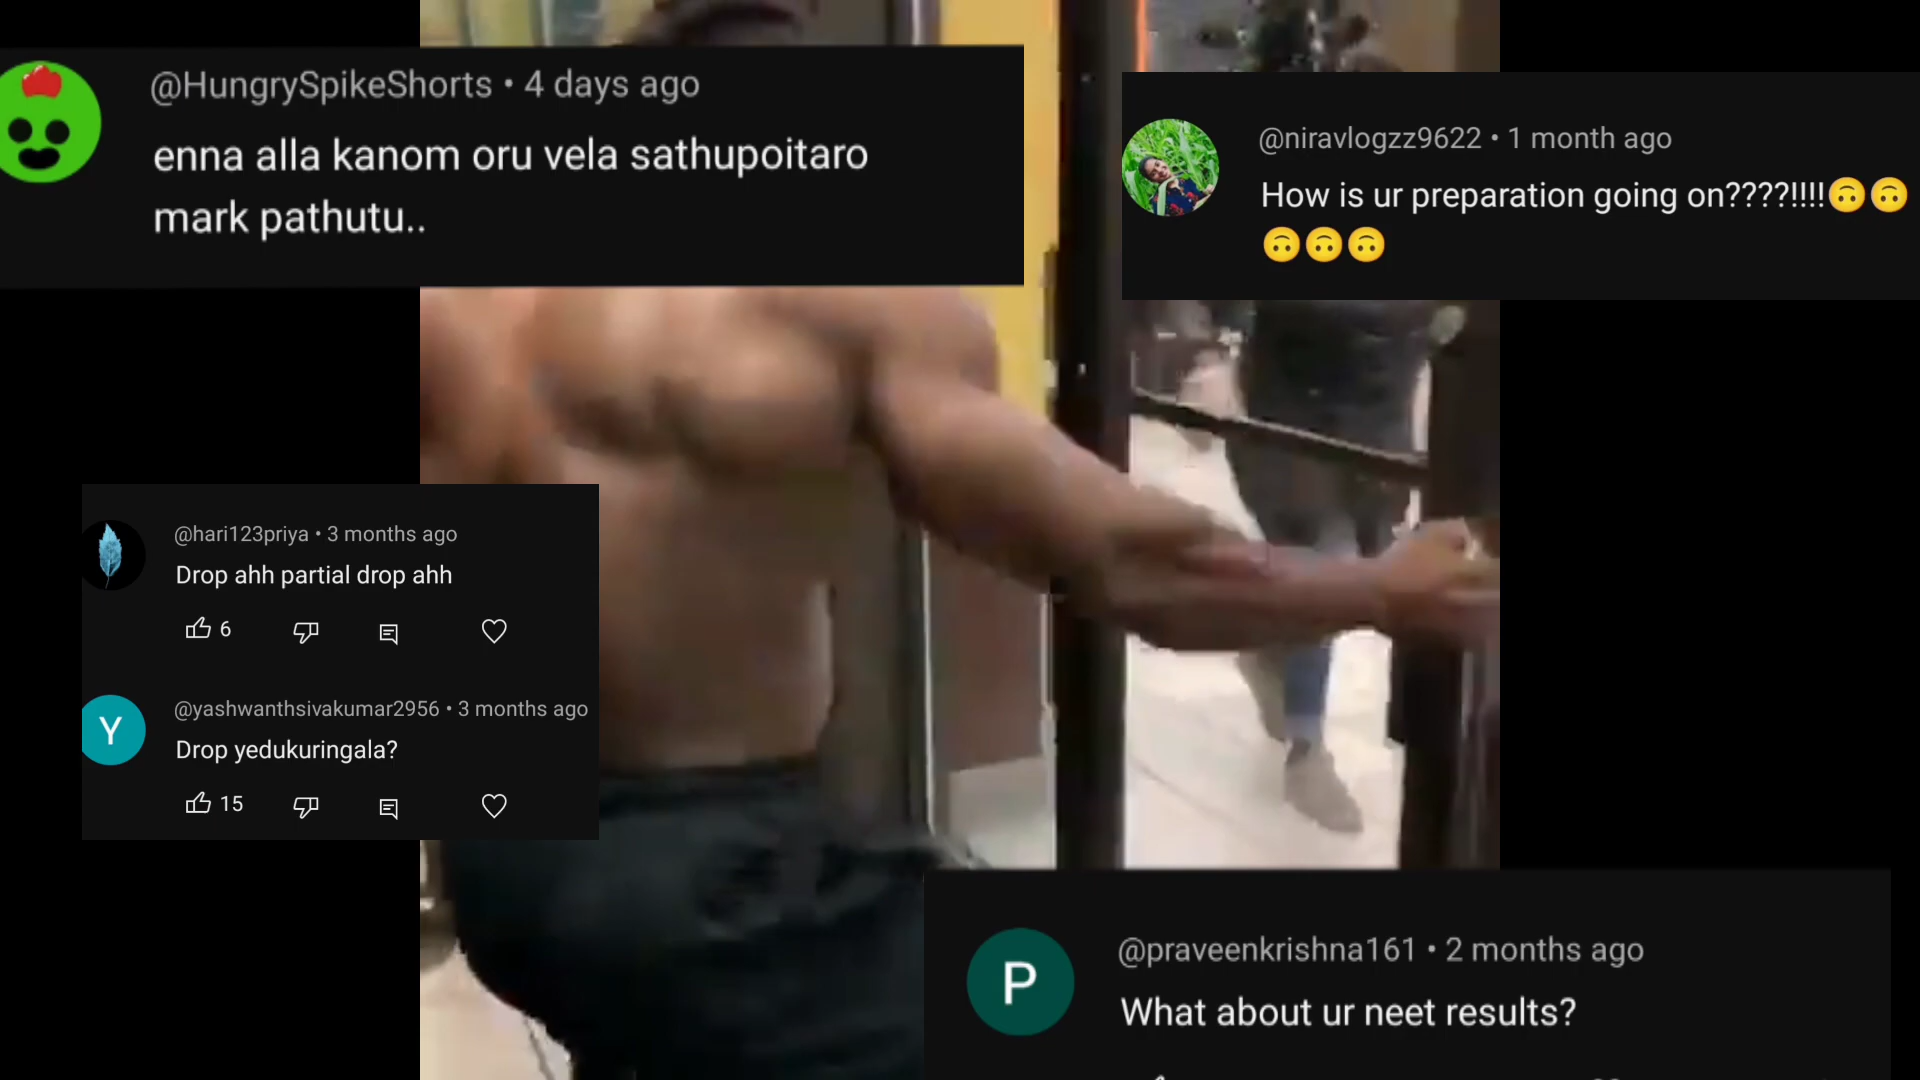 @HungrySpikeShorts • 4 days ago
enna alla kanom oru vela sathupoitaro
mark pathutu..
@niravlogzz9622 • 1 month ago
How is ur preparation going on????!!!!🙃🙃
🙃🙃🙃
@hari123priya • 3 months ago
Drop ahh partial drop ahh
6
Y
@yashwanthsivakumar2956 • 3 months ago
Drop yedukuringala?
15
P
@praveenkrishna161 • 2 months ago
What about ur neet results?